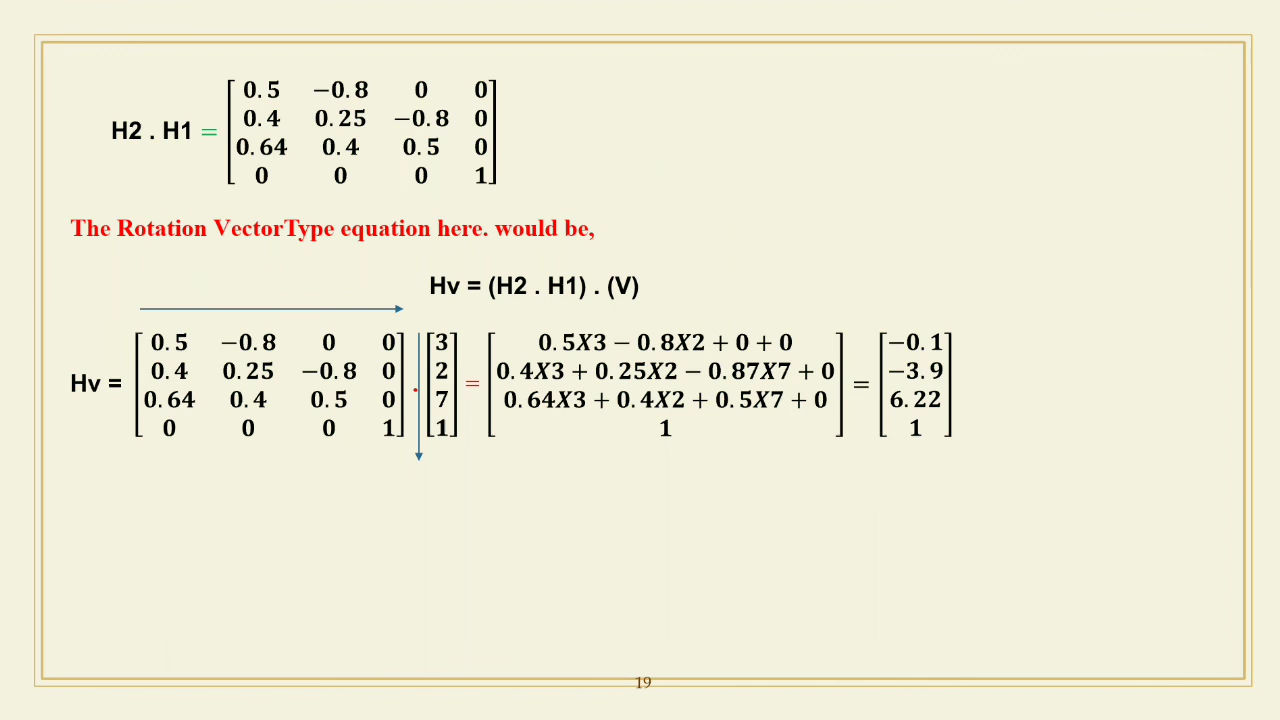 H2 . H1 = [0.5 −0.8 0 0
0.4 0.25 −0.8 0
0.64 0.4 0.5 0
0 0 0 1]
The Rotation VectorType equation here. would be,
Hv = (H2 . H1) . (V)
Hv = [0.5 −0.8 0 0
0.4 0.25 −0.8 0
0.64 0.4 0.5 0
0 0 0 1] . [3
2
7
1] = [0.5X3 − 0.8X2 + 0 + 0
0.4X3 + 0.25X2 − 0.87X7 + 0
0.64X3 + 0.4X2 + 0.5X7 + 0
1] = [−0.1
−3.9
6.22
1]
19